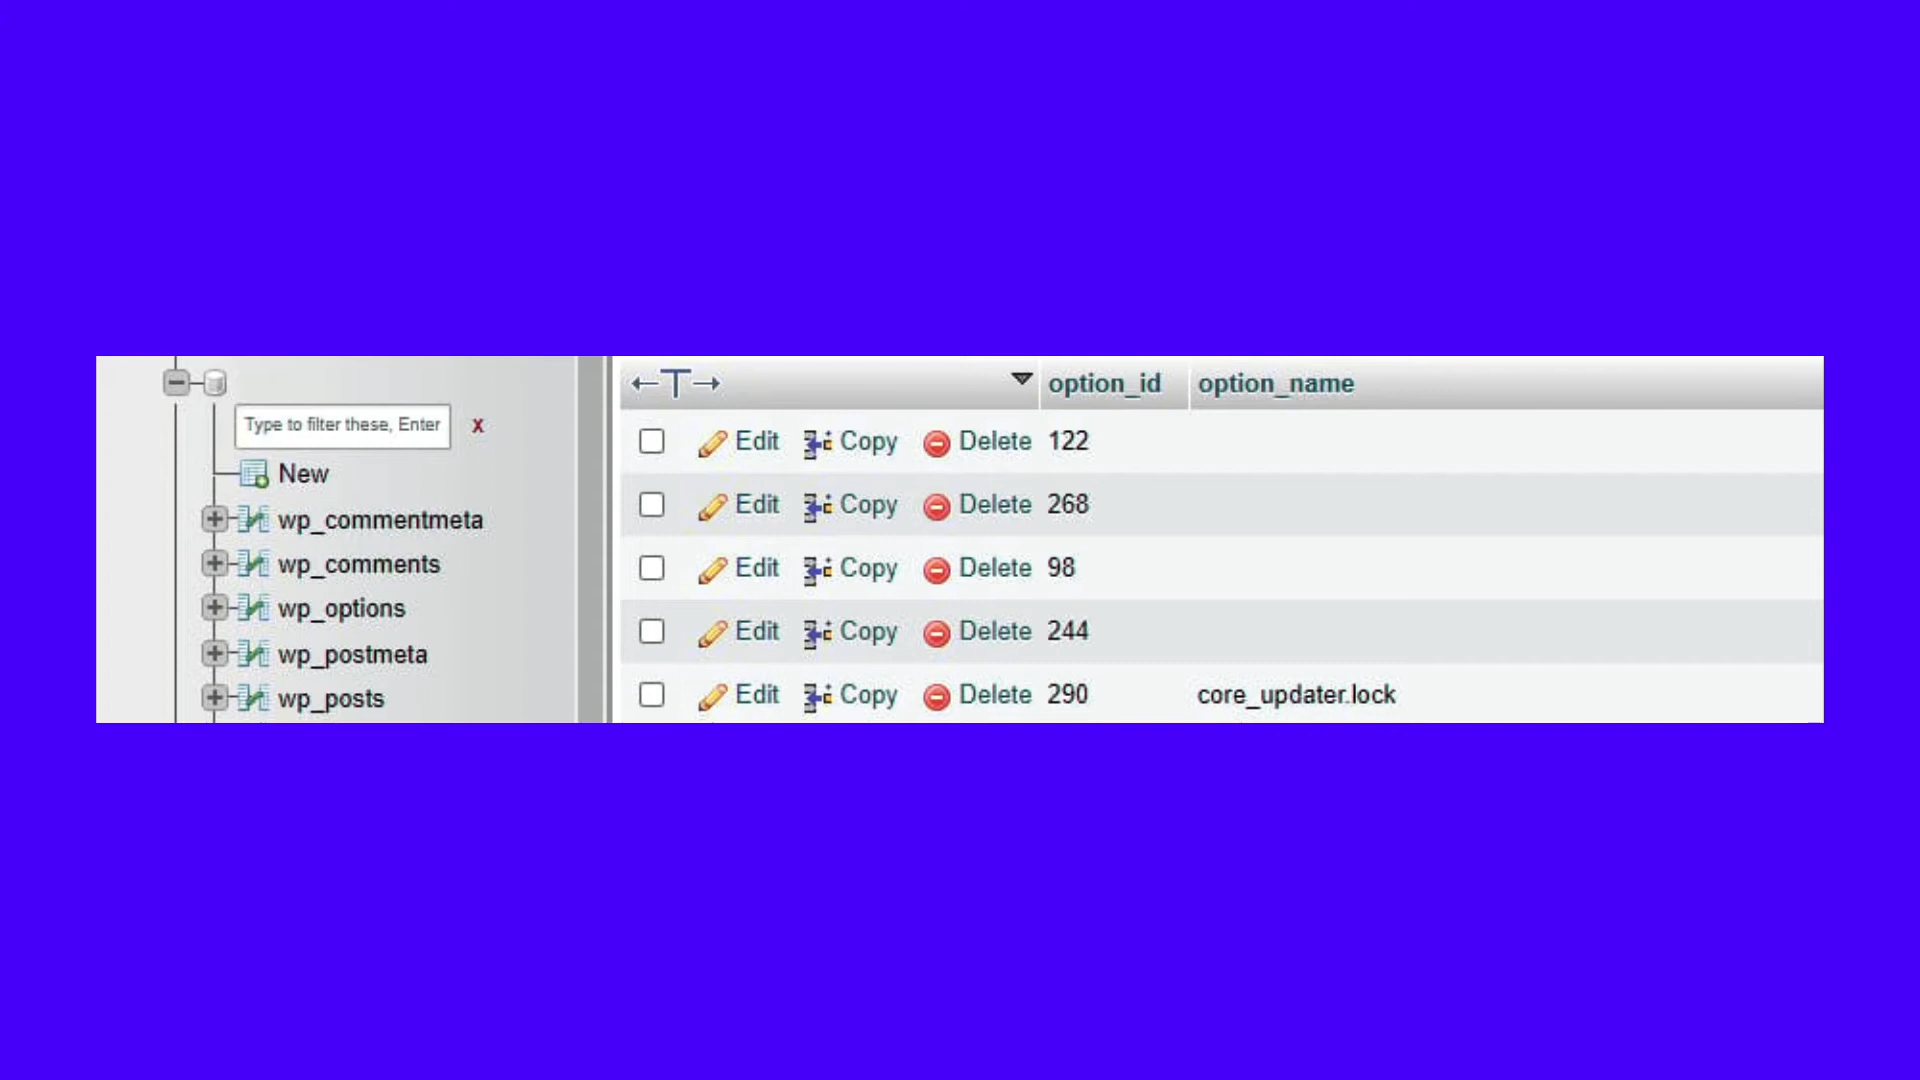 Type to filter these, Enter X
New
wp_commentmeta
wp_comments
wp_options
wp_postmeta
wp_posts
←T→ option_id option_name
Edit Copy Delete 122
Edit Copy Delete 268
Edit Copy Delete 98
Edit Copy Delete 244
Edit Copy Delete 290 core_updater.lock